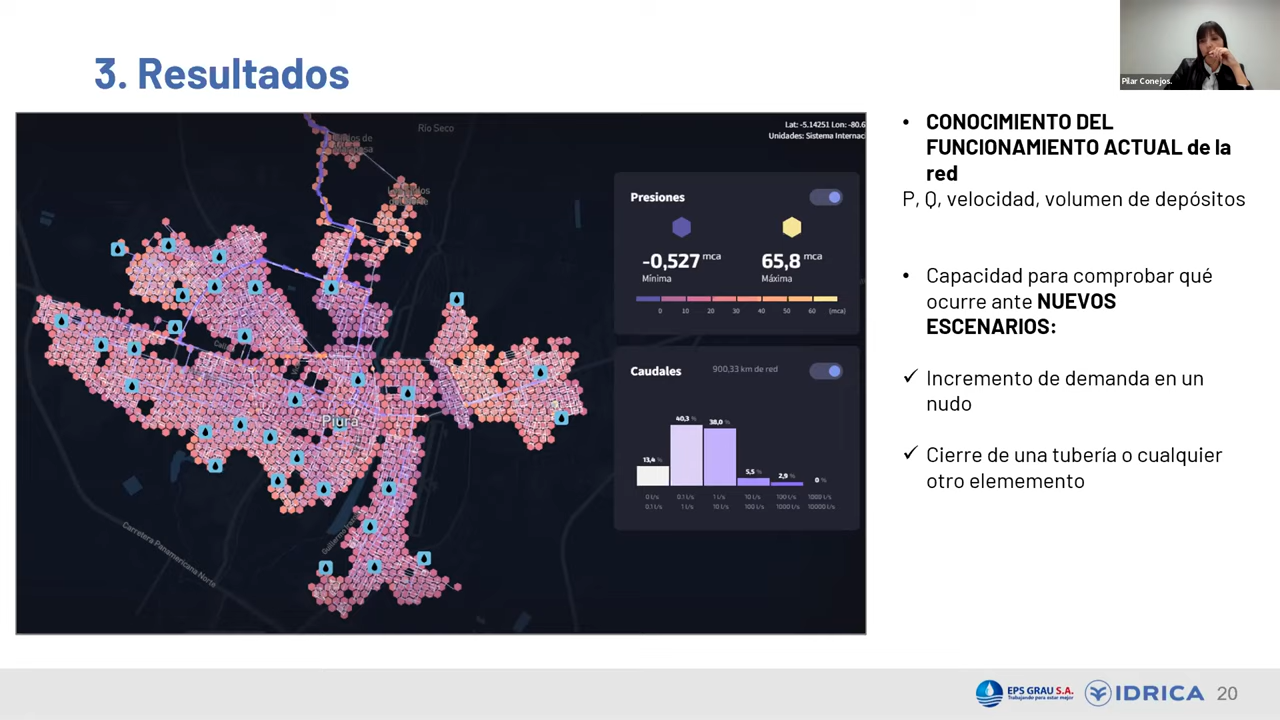 3. Resultados
Pilar Conejos.
Río Seco
Lat: -5.14251 Lon: -80.6
Unidades: Sistema Internac
Presiones
-0,527 mca
65,8 mca
Mínima
Máxima
0 10 20 30 40 50 60 (mca)
Caudales
900,33 km de red
13,4 %
40,3 %
38,0 %
5,5 %
2,9 %
0 %
0 l/s 0.1 l/s 1 l/s 10 l/s 100 l/s 1000 l/s
0.1 l/s 1 l/s 10 l/s 100 l/s 1000 l/s 10000 l/s
Piura
Carretera Panamericana Norte
• CONOCIMIENTO DEL
FUNCIONAMIENTO ACTUAL de la
red
P, Q, velocidad, volumen de depósitos
• Capacidad para comprobar qué
ocurre ante NUEVOS
ESCENARIOS:
✓ Incremento de demanda en un
nudo
✓ Cierre de una tubería o cualquier
otro elememento
EPS GRAU S.A.
Trabajando para estar mejor
IDRICA
20